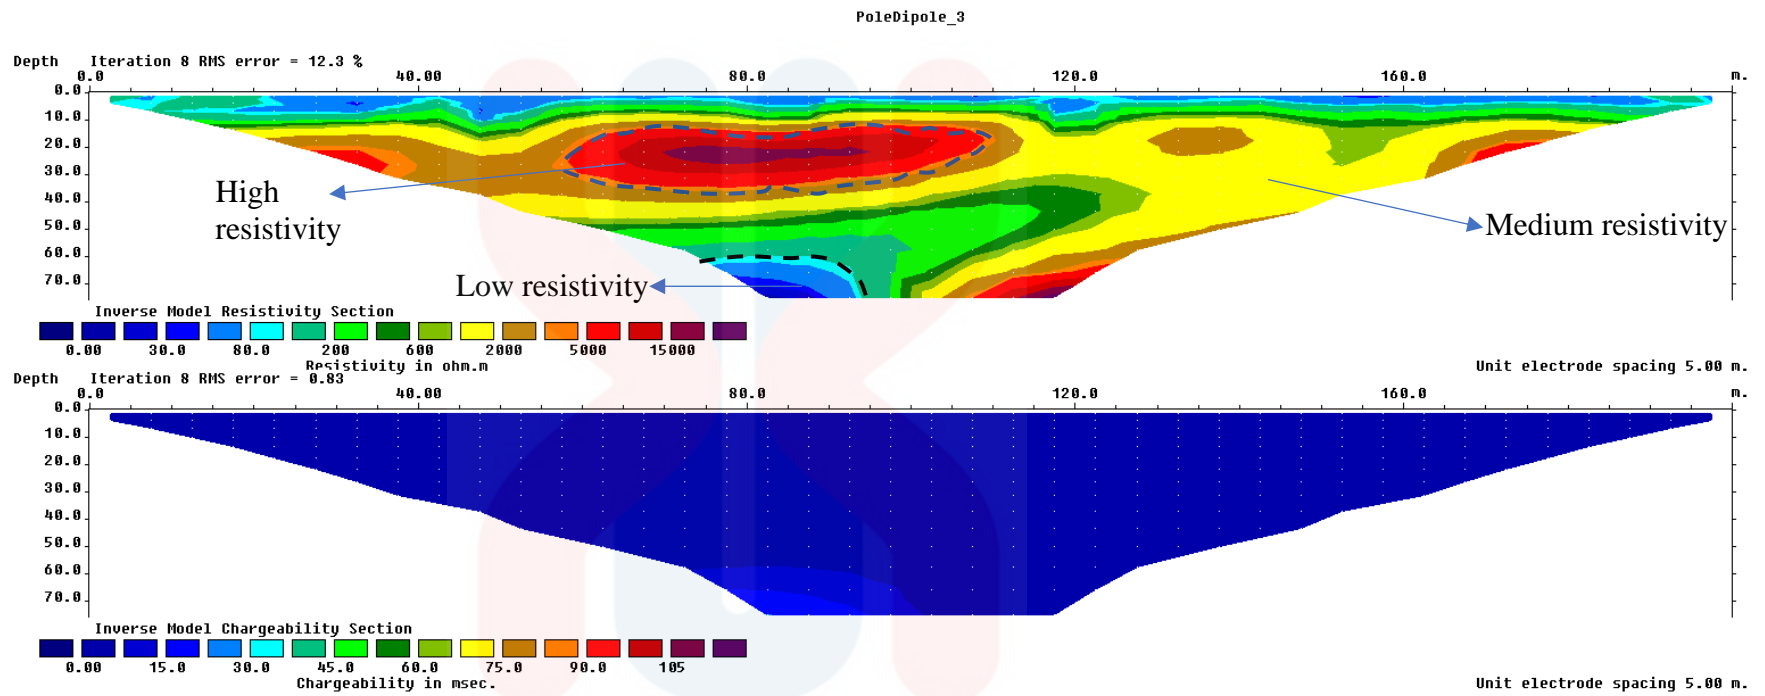 PoleDipole_3
Depth Iteration 8 RMS error = 12.3 %
0.0 40.00 80.0 120.0 160.0 m.
0.0
10.0
20.0
30.0
40.0
50.0
60.0
70.0
High
resistivity
Medium resistivity
Low resistivity
Inverse Model Resistivity Section
0.00 30.0 80.0 200 600 2000 5000 15000
Resistivity in ohm.m
Unit electrode spacing 5.00 m.
Depth Iteration 8 RMS error = 0.83
0.0 40.00 80.0 120.0 160.0 m.
0.0
10.0
20.0
30.0
40.0
50.0
60.0
70.0
Inverse Model Chargeability Section
0.00 15.0 30.0 45.0 60.0 75.0 90.0 105
Chargeability in msec.
Unit electrode spacing 5.00 m.